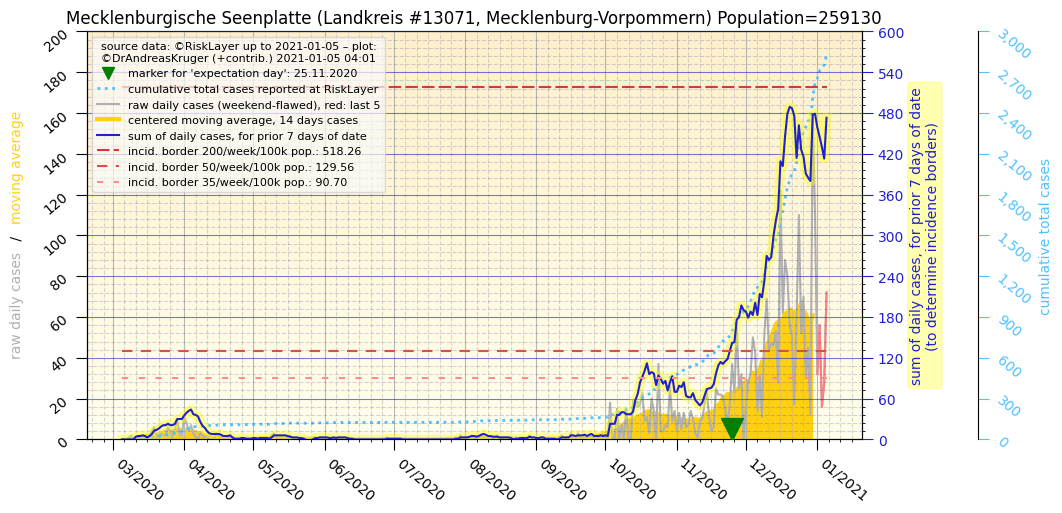 Mecklenburgische Seenplatte (Landkreis #13071, Mecklenburg-Vorpommern) Population=259130
source data: ©RiskLayer up to 2021-01-05 – plot:
©DrAndreasKruger (+contrib.) 2021-01-05 04:01
marker for 'expectation day': 25.11.2020
cumulative total cases reported at RiskLayer
raw daily cases (weekend-flawed), red: last 5
centered moving average, 14 days cases
sum of daily cases, for prior 7 days of date
incid. border 200/week/100k pop.: 518.26
incid. border 50/week/100k pop.: 129.56
incid. border 35/week/100k pop.: 90.70
raw daily cases / moving average
200
180
160
140
120
100
80
60
40
20
0
03/2020
04/2020
05/2020
06/2020
07/2020
08/2020
09/2020
10/2020
11/2020
12/2020
01/2021
600
540
480
420
360
300
240
180
120
60
0
sum of daily cases, for prior 7 days of date
(to determine incidence borders)
3,000
2,700
2,400
2,100
1,800
1,500
1,200
900
600
300
0
cumulative total cases